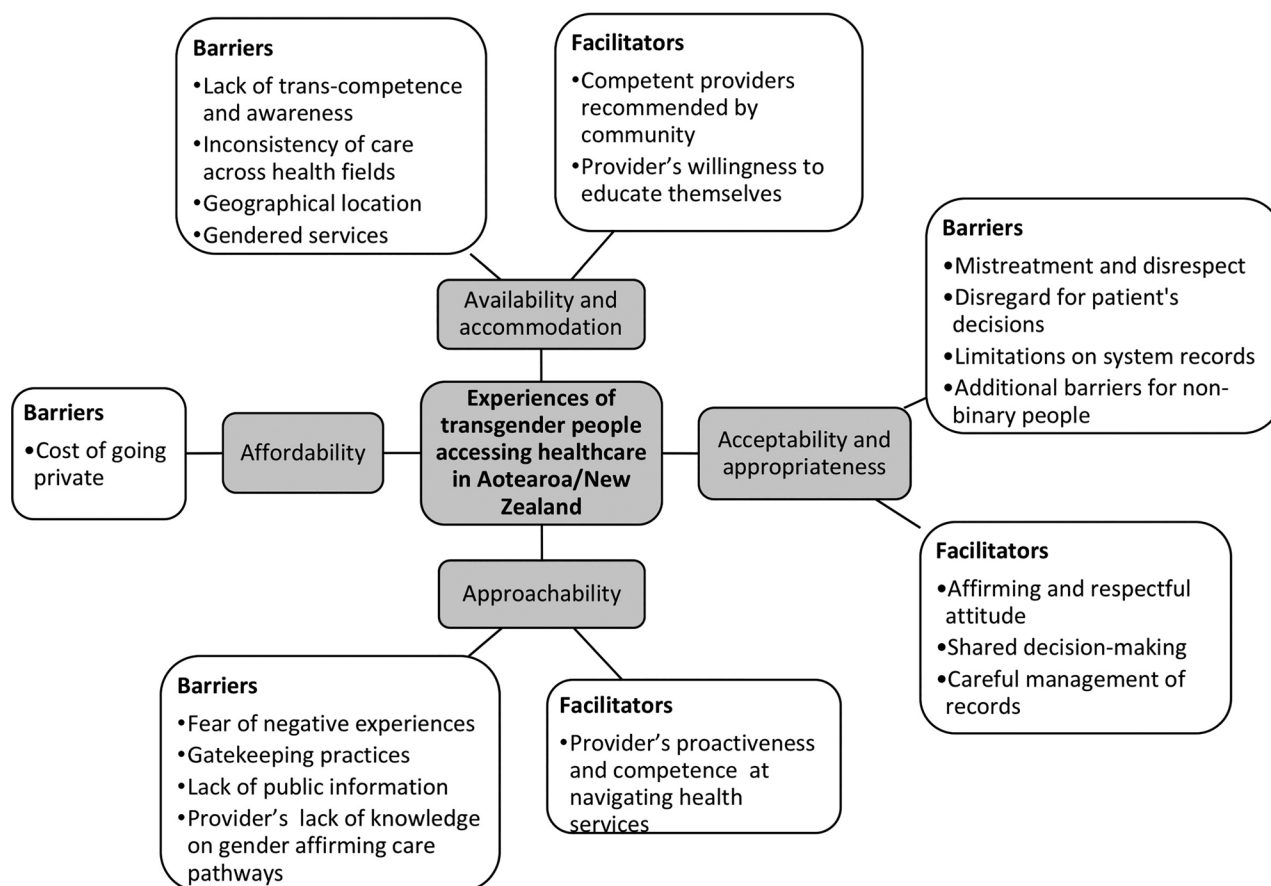 Barriers
•Lack of trans-competence
and awareness
•Inconsistency of care
across health fields
•Geographical location
•Gendered services
Facilitators
•Competent providers
recommended by
community
•Provider’s willingness to
educate themselves
Availability and
accommodation
Barriers
•Mistreatment and disrespect
•Disregard for patient's
decisions
•Limitations on system records
•Additional barriers for non-
binary people
Barriers
•Cost of going
private
Affordability
Experiences of
transgender people
accessing healthcare
in Aotearoa/New
Zealand
Acceptability and
appropriateness
Facilitators
•Affirming and respectful
attitude
•Shared decision-making
•Careful management of
records
Approachability
Barriers
•Fear of negative experiences
•Gatekeeping practices
•Lack of public information
•Provider’s  lack of knowledge
on gender affirming care
pathways
Facilitators
•Provider’s proactiveness
and competence  at
navigating health
services